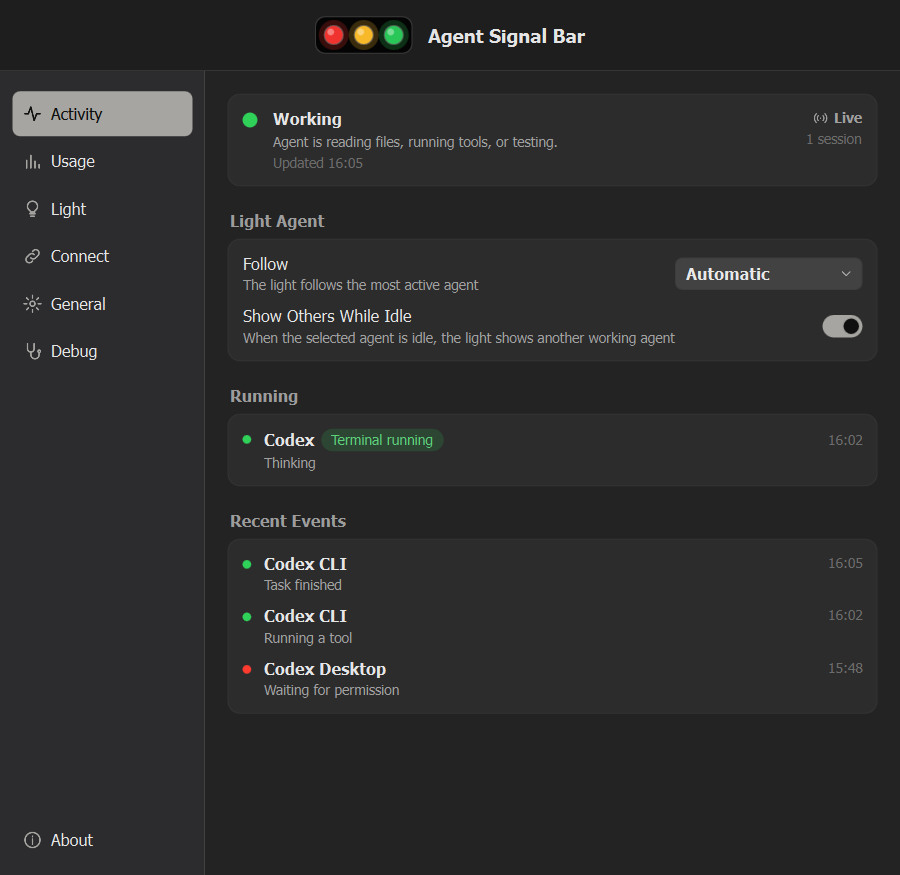 Agent Signal Bar
Activity
Usage
Light
Connect
General
Debug
About
Working
Live
Agent is reading files, running tools, or testing.
1 session
Updated 16:05
Light Agent
Follow
The light follows the most active agent
Automatic
Show Others While Idle
When the selected agent is idle, the light shows another working agent
Running
Codex Terminal running 16:02
Thinking
Recent Events
Codex CLI 16:05
Task finished
Codex CLI 16:02
Running a tool
Codex Desktop 15:48
Waiting for permission